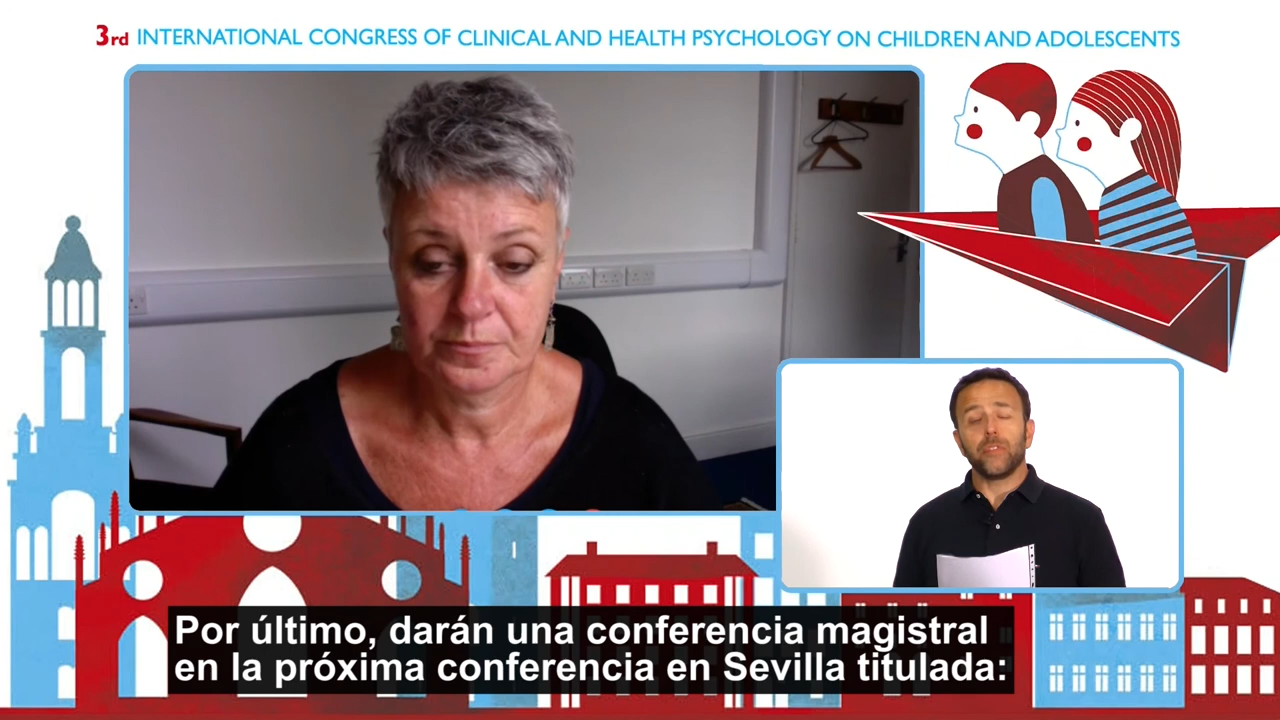 3rd INTERNATIONAL CONGRESS OF CLINICAL AND HEALTH PSYCHOLOGY ON CHILDREN AND ADOLESCENTS
Por último, darán una conferencia magistral
en la próxima conferencia en Sevilla titulada: